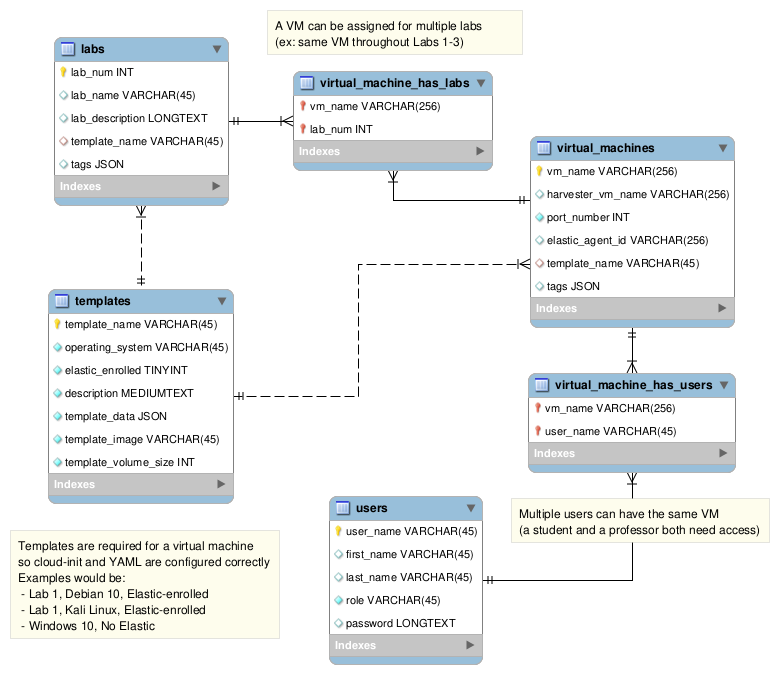 A VM can be assigned for multiple labs
(ex: same VM throughout Labs 1-3)
labs
lab_num INT
lab_name VARCHAR(45)
lab_description LONGTEXT
template_name VARCHAR(45)
tags JSON
Indexes
virtual_machine_has_labs
vm_name VARCHAR(256)
lab_num INT
Indexes
virtual_machines
vm_name VARCHAR(256)
harvester_vm_name VARCHAR(256)
port_number INT
elastic_agent_id VARCHAR(256)
template_name VARCHAR(45)
tags JSON
Indexes
templates
template_name VARCHAR(45)
operating_system VARCHAR(45)
elastic_enrolled TINYINT
description MEDIUMTEXT
template_data JSON
template_image VARCHAR(45)
template_volume_size INT
Indexes
virtual_machine_has_users
vm_name VARCHAR(256)
user_name VARCHAR(45)
Indexes
users
user_name VARCHAR(45)
first_name VARCHAR(45)
last_name VARCHAR(45)
role VARCHAR(45)
password LONGTEXT
Indexes
Multiple users can have the same VM
(a student and a professor both need access)
Templates are required for a virtual machine
so cloud-init and YAML are configured correctly
Examples would be:
- Lab 1, Debian 10, Elastic-enrolled
- Lab 1, Kali Linux, Elastic-enrolled
- Windows 10, No Elastic